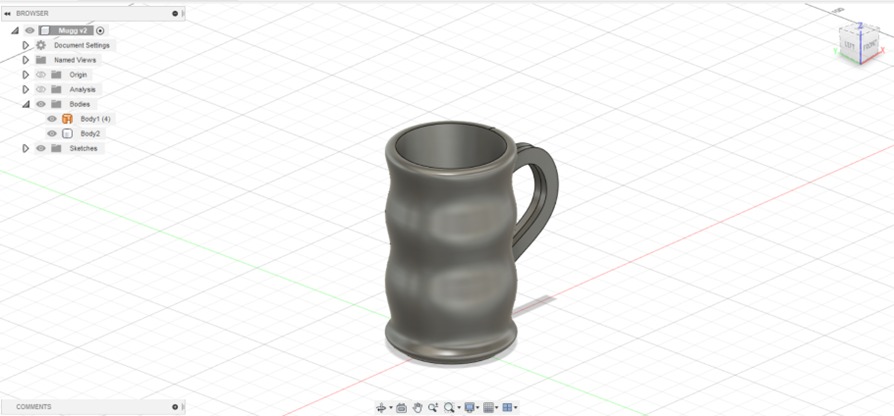 BROWSER
Mugg v2
Document Settings
Named Views
Origin
Analysis
Bodies
Body1 (4)
Body2
Sketches
LEFT
FRONT
COMMENTS